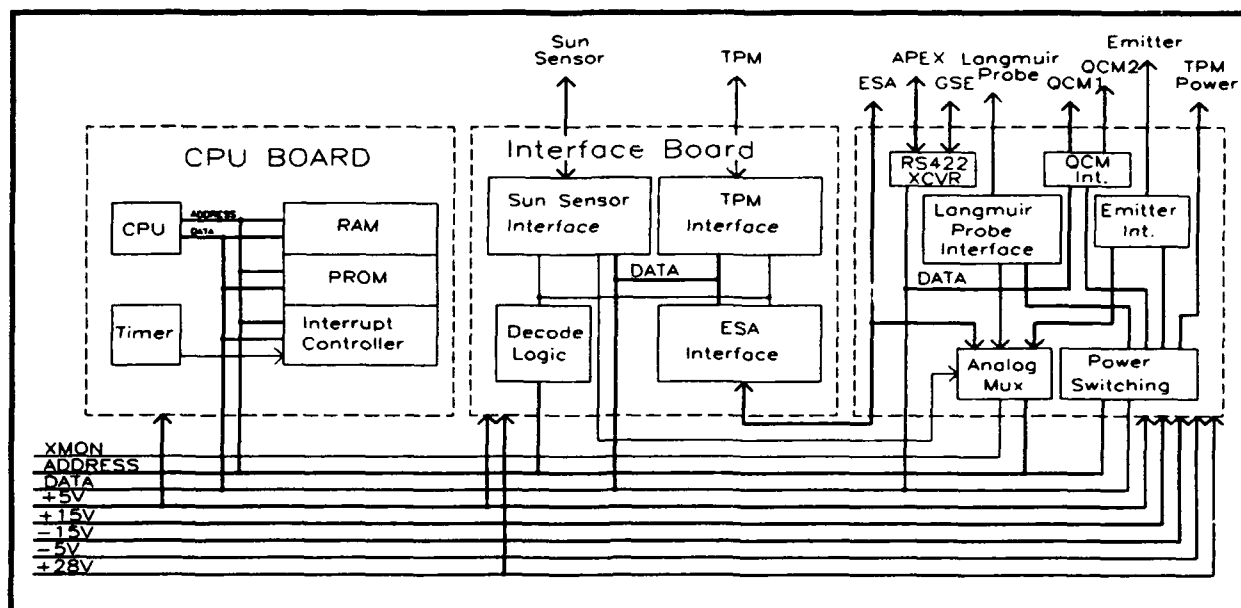 Sun
Sensor
TPM
ESA
APEX
GSE
Langmuir
Probe
QCM1
QCM2
Emitter
TPM
Power
CPU BOARD
CPU
ADDRESS
DATA
RAM
PROM
Timer
Interrupt
Controller
Interface Board
Sun Sensor
Interface
TPM
Interface
DATA
Decode
Logic
ESA
Interface
RS422
XCVR
QCM
Int.
Langmuir
Probe
Interface
Emitter
Int.
DATA
Analog
Mux
Power
Switching
XMON
ADDRESS
DATA
+5V
+15V
-15V
-5V
+28V